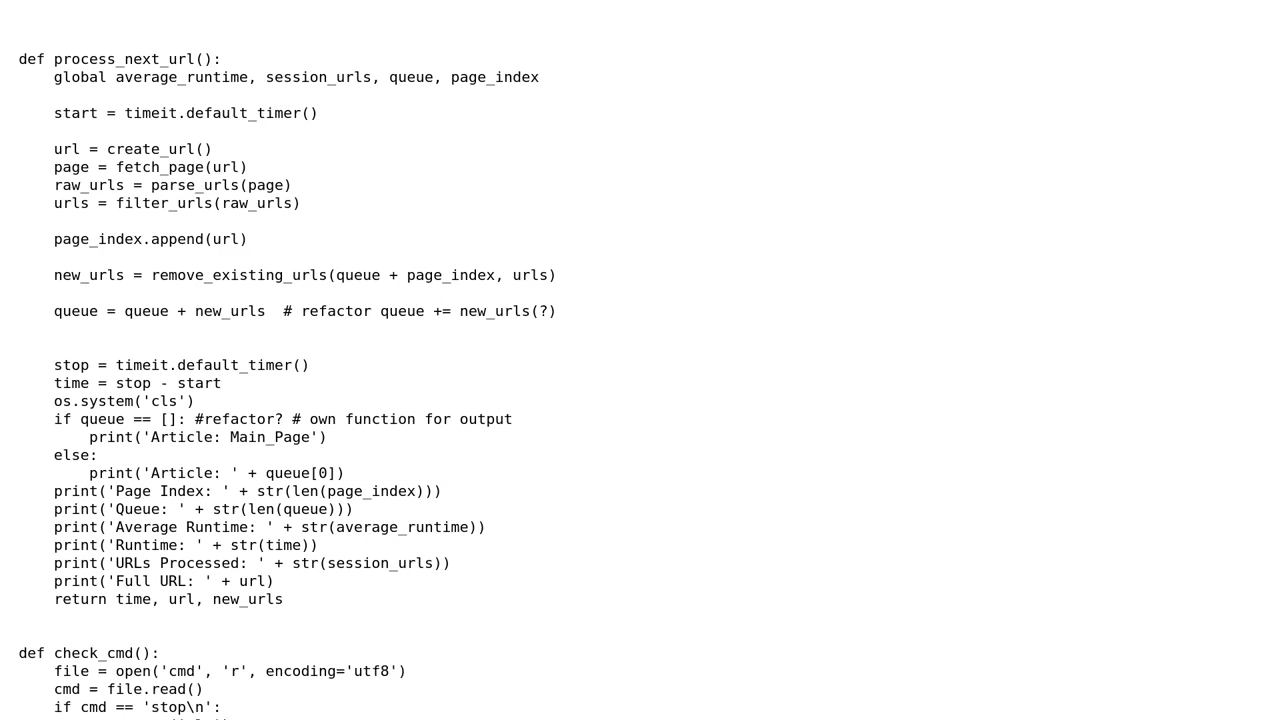 def process_next_url():
    global average_runtime, session_urls, queue, page_index
    start = timeit.default_timer()
    url = create_url()
    page = fetch_page(url)
    raw_urls = parse_urls(page)
    urls = filter_urls(raw_urls)
    page_index.append(url)
    new_urls = remove_existing_urls(queue + page_index, urls)
    queue = queue + new_urls  # refactor queue += new_urls(?)
    stop = timeit.default_timer()
    time = stop - start
    os.system('cls')
    if queue == []: #refactor? # own function for output
        print('Article: Main_Page')
    else:
        print('Article: ' + queue[0])
    print('Page Index: ' + str(len(page_index)))
    print('Queue: ' + str(len(queue)))
    print('Average Runtime: ' + str(average_runtime))
    print('Runtime: ' + str(time))
    print('URLs Processed: ' + str(session_urls))
    print('Full URL: ' + url)
    return time, url, new_urls
def check_cmd():
    file = open('cmd', 'r', encoding='utf8')
    cmd = file.read()
    if cmd == 'stop\n':